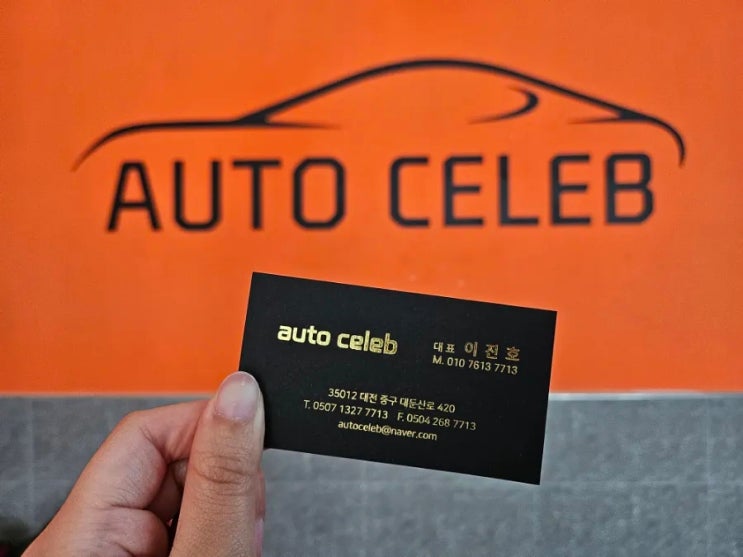 AUTO CELEB
auto celeb
대표 이진호
M. 010 7613 7713
35012 대전 중구 대둔산로 420
T. 0507 1327 7713 F. 0504 268 7713
autoceleb@naver.com